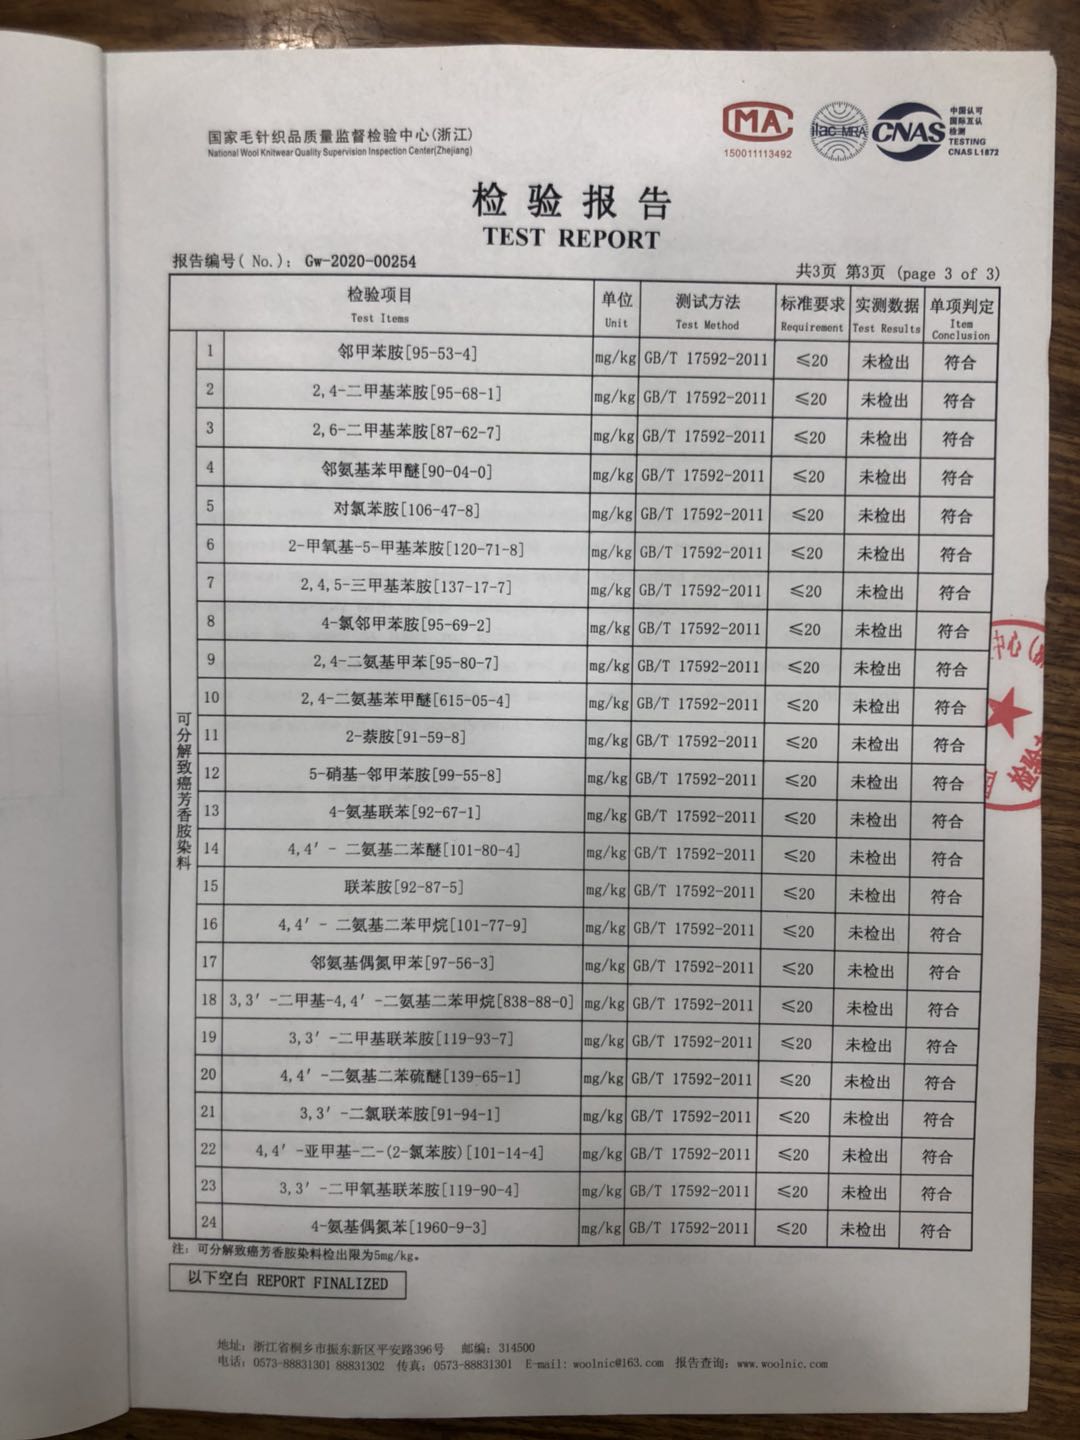 国家毛针织品质量监督检验中心(浙江)
National Wool Knitwear Quality Supervision Inspection Center(Zhejiang)
MA
150011113492
ilac-MRA
CNAS
中国认可
国际互认
检测
TESTING
CNAS L1872
检验报告
TEST REPORT
报告编号( No.): Gw-2020-00254
共3页 第3页 (page 3 of 3)
检验项目 单位 测试方法 标准要求 实测数据 单项判定
Test Items Unit Test Method Requirement Test Results Item Conclusion
可分解致癌芳香胺染料
1 邻甲苯胺[95-53-4] mg/kg GB/T 17592-2011 ≤20 未检出 符合
2 2,4-二甲基苯胺[95-68-1] mg/kg GB/T 17592-2011 ≤20 未检出 符合
3 2,6-二甲基苯胺[87-62-7] mg/kg GB/T 17592-2011 ≤20 未检出 符合
4 邻氨基苯甲醚[90-04-0] mg/kg GB/T 17592-2011 ≤20 未检出 符合
5 对氯苯胺[106-47-8] mg/kg GB/T 17592-2011 ≤20 未检出 符合
6 2-甲氧基-5-甲基苯胺[120-71-8] mg/kg GB/T 17592-2011 ≤20 未检出 符合
7 2,4,5-三甲基苯胺[137-17-7] mg/kg GB/T 17592-2011 ≤20 未检出 符合
8 4-氯邻甲苯胺[95-69-2] mg/kg GB/T 17592-2011 ≤20 未检出 符合
9 2,4-二氨基甲苯[95-80-7] mg/kg GB/T 17592-2011 ≤20 未检出 符合
10 2,4-二氨基苯甲醚[615-05-4] mg/kg GB/T 17592-2011 ≤20 未检出 符合
11 2-萘胺[91-59-8] mg/kg GB/T 17592-2011 ≤20 未检出 符合
12 5-硝基-邻甲苯胺[99-55-8] mg/kg GB/T 17592-2011 ≤20 未检出 符合
13 4-氨基联苯[92-67-1] mg/kg GB/T 17592-2011 ≤20 未检出 符合
14 4,4′- 二氨基二苯醚[101-80-4] mg/kg GB/T 17592-2011 ≤20 未检出 符合
15 联苯胺[92-87-5] mg/kg GB/T 17592-2011 ≤20 未检出 符合
16 4,4′- 二氨基二苯甲烷[101-77-9] mg/kg GB/T 17592-2011 ≤20 未检出 符合
17 邻氨基偶氮甲苯[97-56-3] mg/kg GB/T 17592-2011 ≤20 未检出 符合
18 3,3′-二甲基-4,4′-二氨基二苯甲烷[838-88-0] mg/kg GB/T 17592-2011 ≤20 未检出 符合
19 3,3′-二甲基联苯胺[119-93-7] mg/kg GB/T 17592-2011 ≤20 未检出 符合
20 4,4′-二氨基二苯硫醚[139-65-1] mg/kg GB/T 17592-2011 ≤20 未检出 符合
21 3,3′-二氯联苯胺[91-94-1] mg/kg GB/T 17592-2011 ≤20 未检出 符合
22 4,4′-亚甲基-二-(2-氯苯胺)[101-14-4] mg/kg GB/T 17592-2011 ≤20 未检出 符合
23 3,3′-二甲氧基联苯胺[119-90-4] mg/kg GB/T 17592-2011 ≤20 未检出 符合
24 4-氨基偶氮苯[1960-9-3] mg/kg GB/T 17592-2011 ≤20 未检出 符合
中心
检验
注: 可分解致癌芳香胺染料检出限为5mg/kg。
以下空白 REPORT FINALIZED
地址: 浙江省桐乡市振东新区平安路396号 邮编: 314500
电话: 0573-88831301 88831302 传真: 0573-88831301 E-mail: woolnic@163.com 报告查询: www.woolnic.com